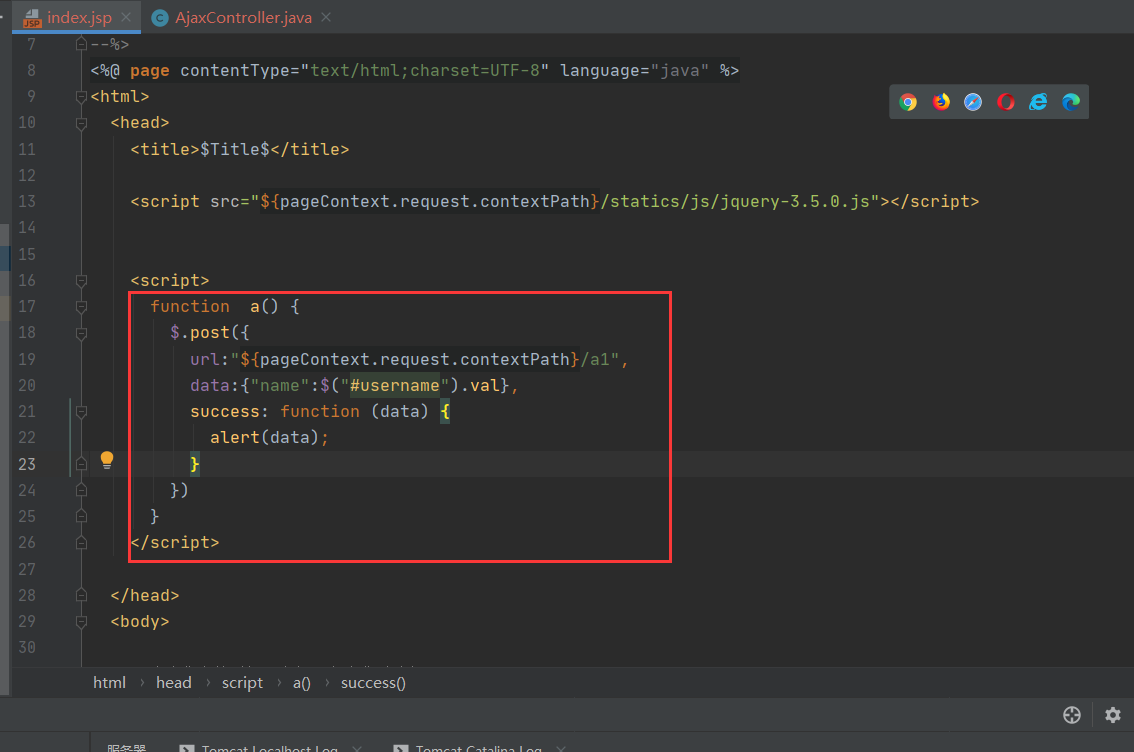 index.jsp AjaxController.java
7 --%>
8 <%@ page contentType="text/html;charset=UTF-8" language="java" %>
9 <html>
10 <head>
11 <title>$Title$</title>
12
13 <script src="${pageContext.request.contextPath}/statics/js/jquery-3.5.0.js"></script>
14
15
16 <script>
17 function a() {
18 $.post({
19 url:"${pageContext.request.contextPath}/a1",
20 data:{"name":$("#username").val},
21 success: function (data) {
22 alert(data);
23 }
24 })
25 }
26 </script>
27
28 </head>
29 <body>
30
html › head › script › a() › success()
服务器 Tomcat Localhost Log Tomcat Catalina Log